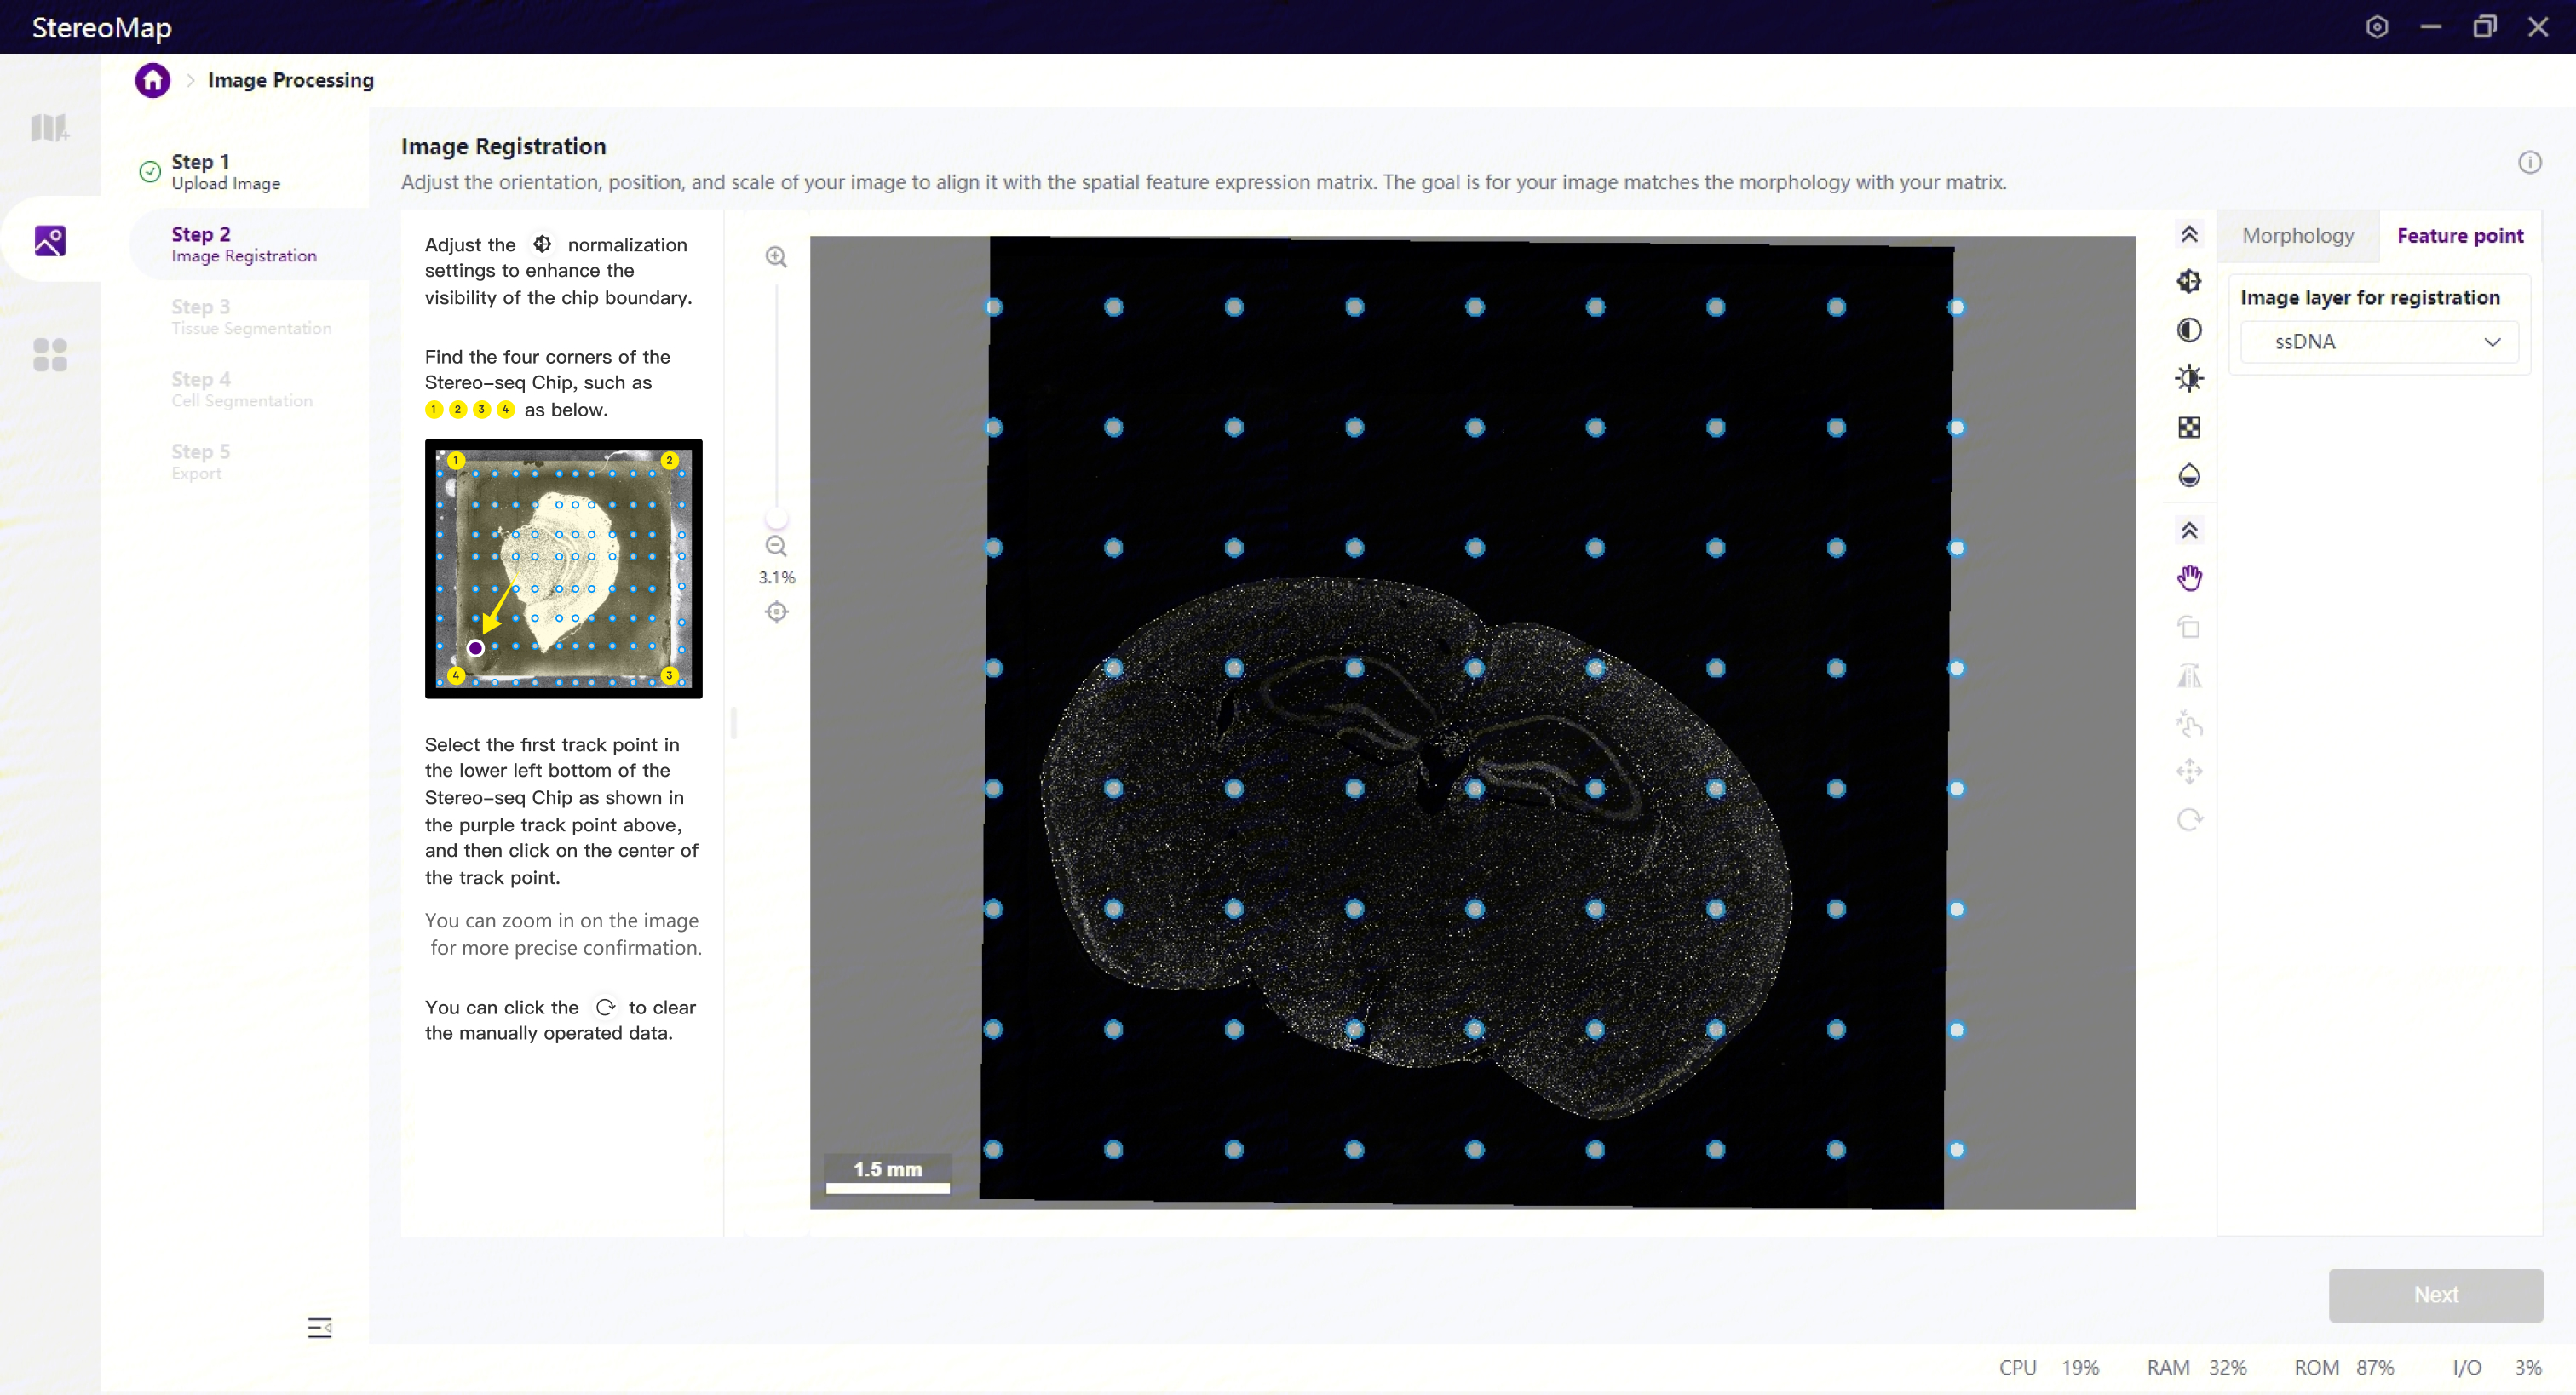 StereoMap
Image Processing
Step 1
Upload Image
Step 2
Image Registration
Step 3
Tissue Segmentation
Step 4
Cell Segmentation
Step 5
Export
Image Registration
Adjust the orientation, position, and scale of your image to align it with the spatial feature expression matrix. The goal is for your image matches the morphology with your matrix.
Adjust the normalization
settings to enhance the
visibility of the chip boundary.
Find the four corners of the
Stereo-seq Chip, such as
1 2 3 4 as below.
1 2
4 3
Select the first track point in
the lower left bottom of the
Stereo-seq Chip as shown in
the purple track point above,
and then click on the center of
the track point.
You can zoom in on the image
for more precise confirmation.
You can click the to clear
the manually operated data.
3.1%
1.5 mm
Morphology Feature point
Image layer for registration
ssDNA
Next
CPU 19% RAM 32% ROM 87% I/O 3%